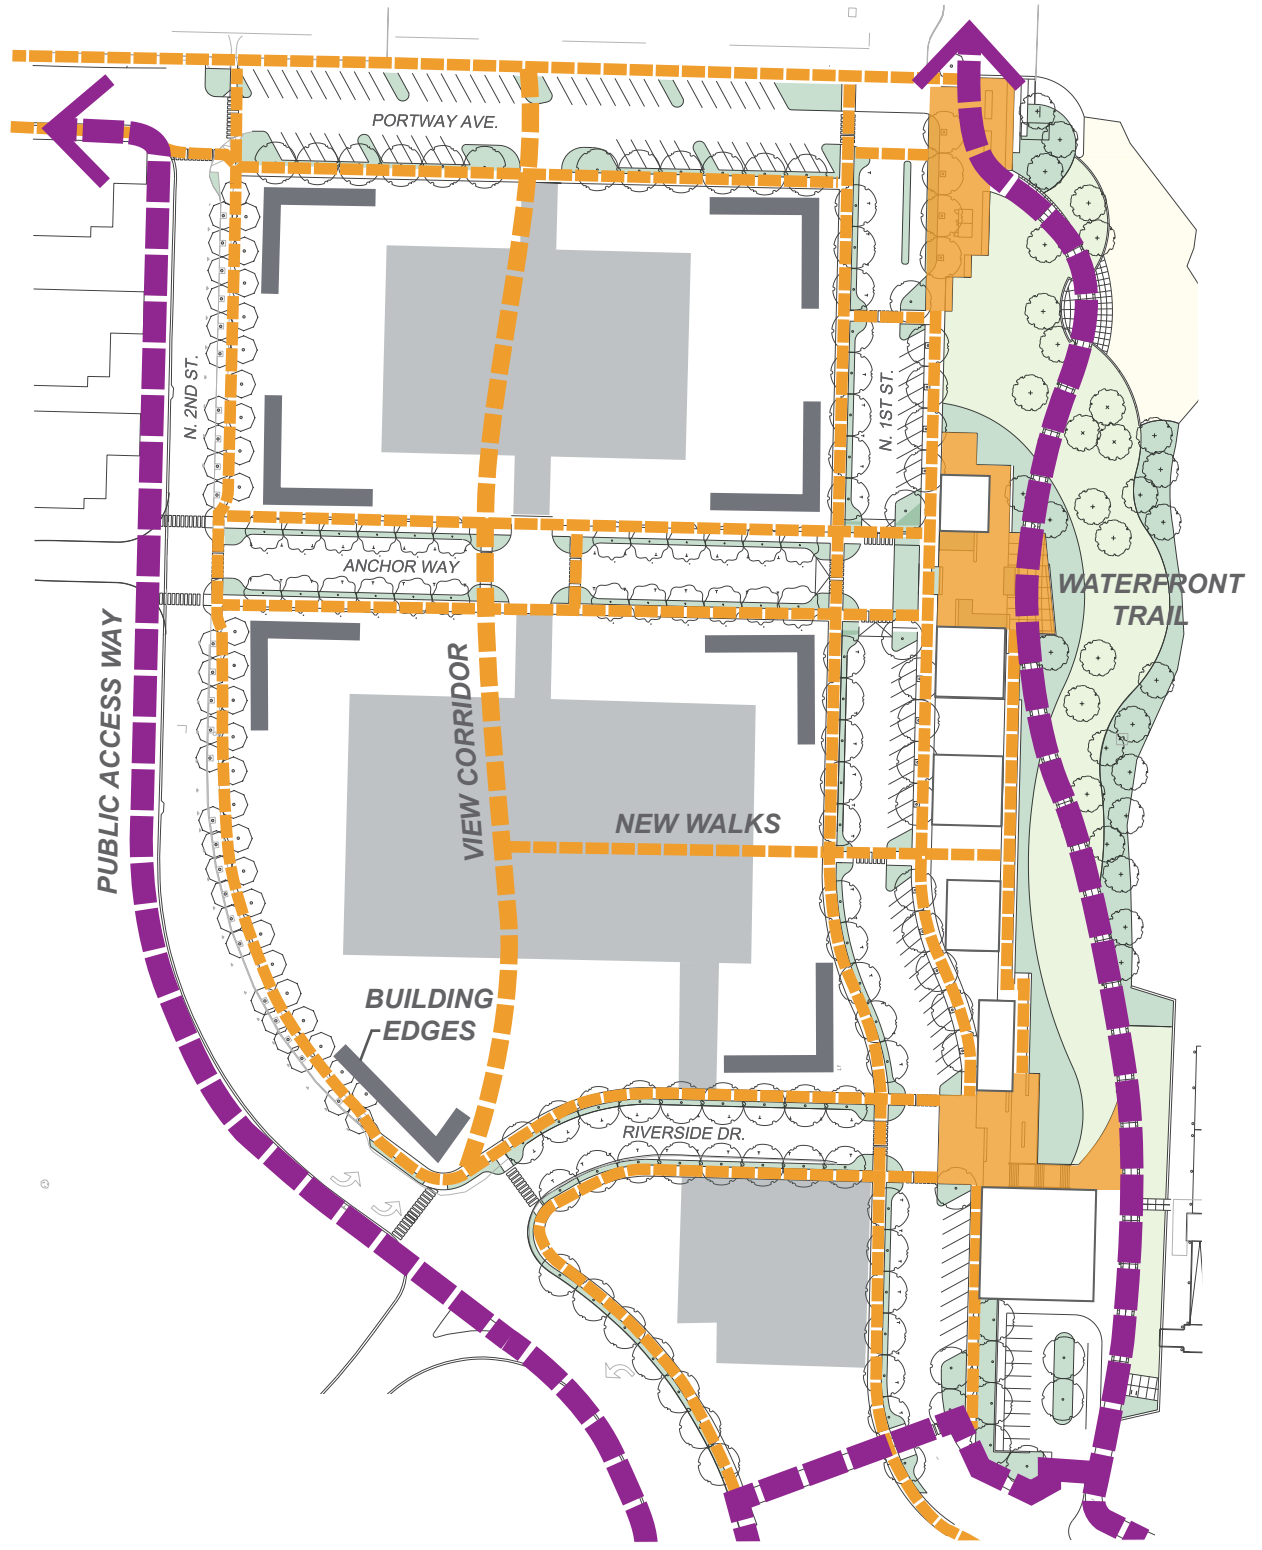 PORTWAY AVE.
N. 2ND ST.
N. 1ST ST.
ANCHOR WAY
WATERFRONT
TRAIL
PUBLIC ACCESS WAY
VIEW CORRIDOR
NEW WALKS
BUILDING
EDGES
RIVERSIDE DR.